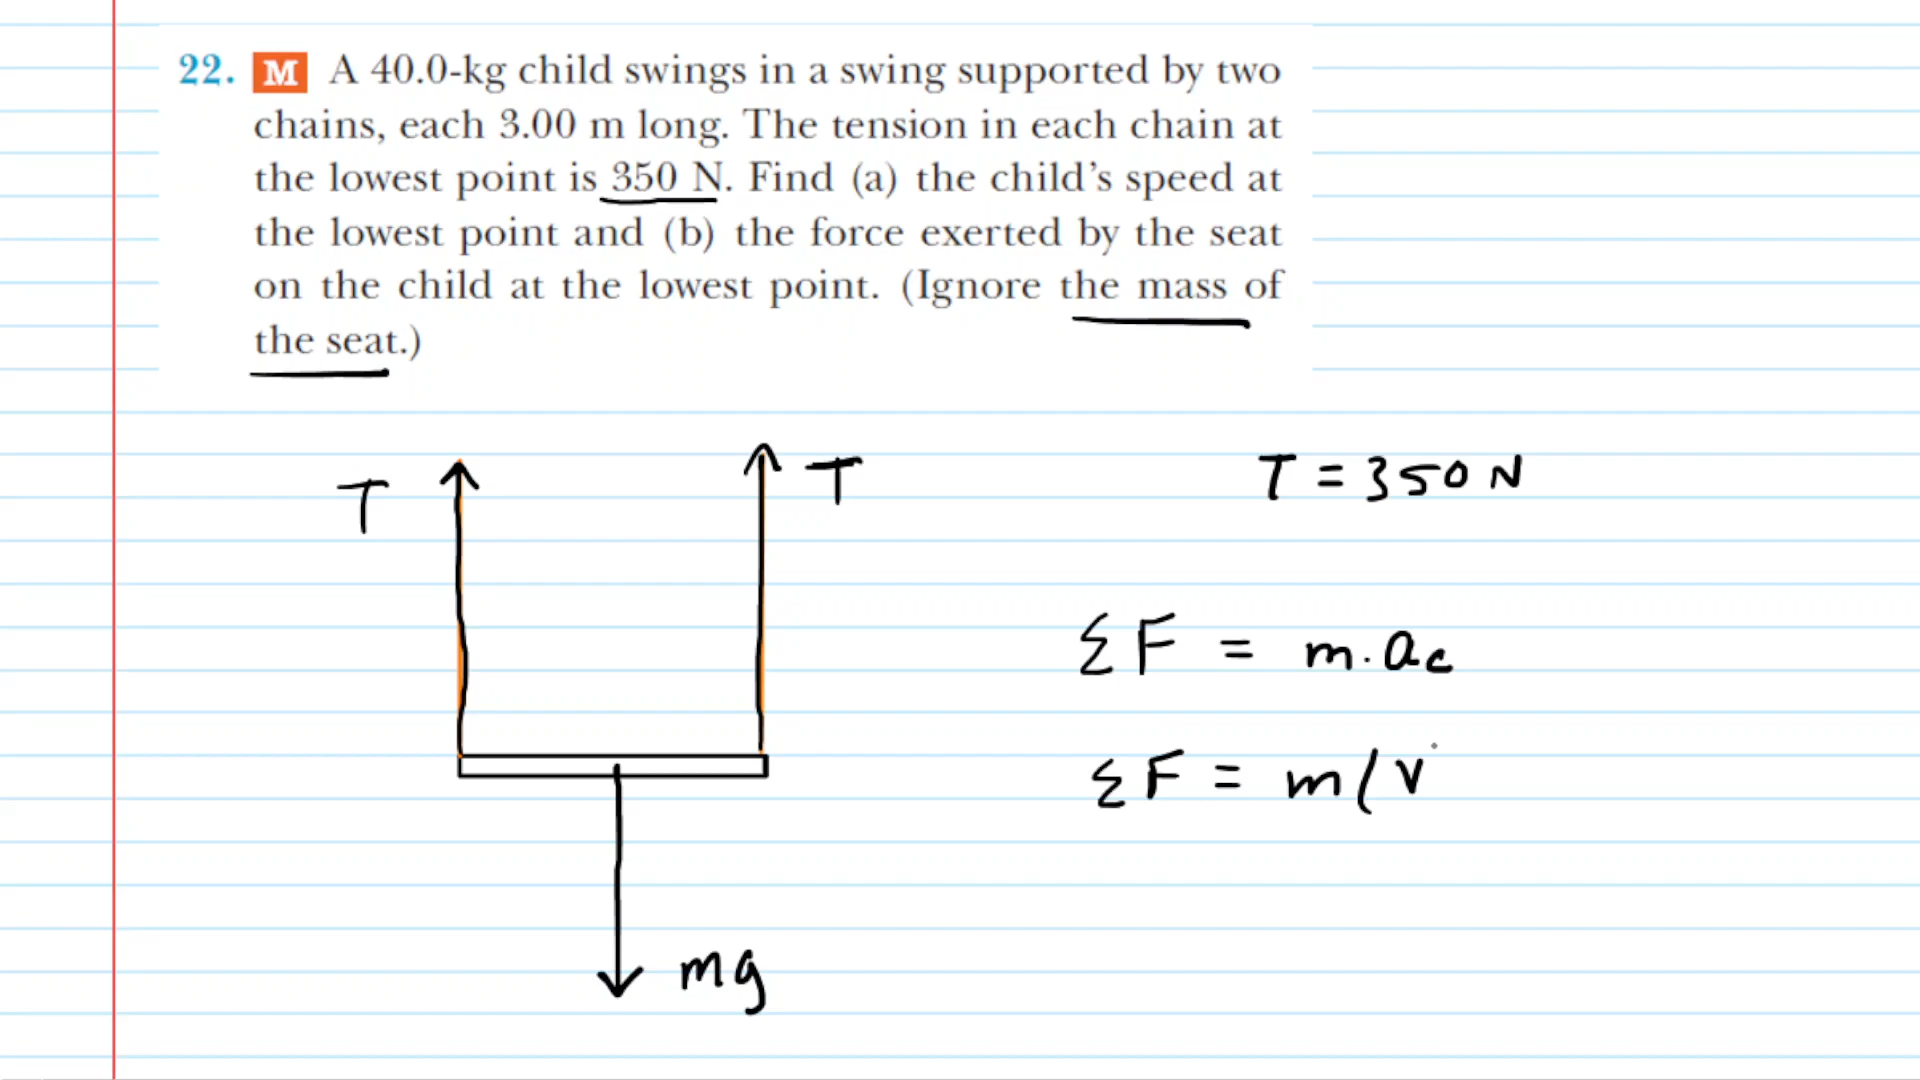 22. M A 40.0-kg child swings in a swing supported by two
chains, each 3.00 m long. The tension in each chain at
the lowest point is 350 N. Find (a) the child's speed at
the lowest point and (b) the force exerted by the seat
on the child at the lowest point. (Ignore the mass of
the seat.)
T T T = 350 N
ΣF = m.ac
ΣF = m(v
mg